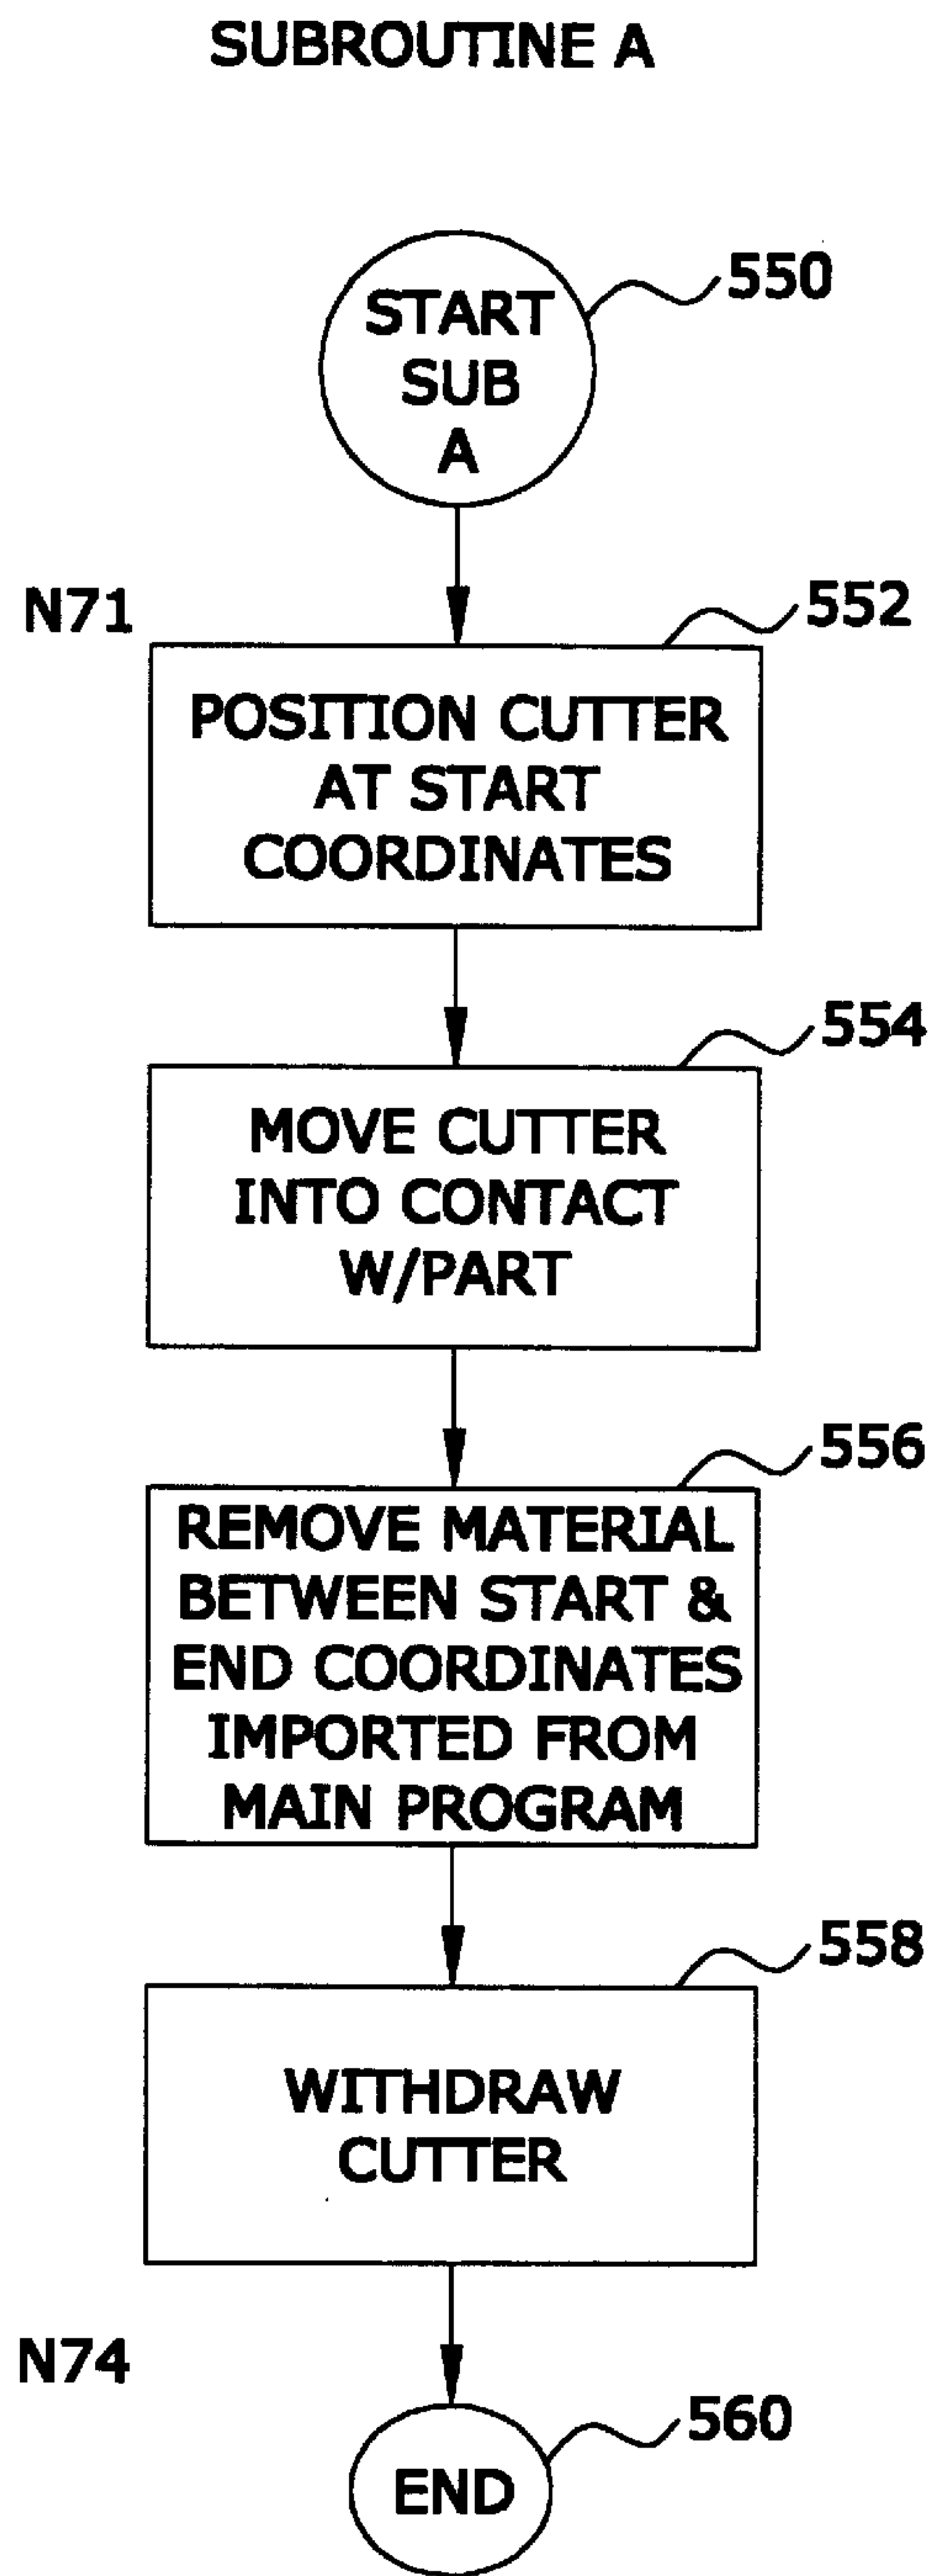 SUBROUTINE A
550
START
SUB
A
N71
552
POSITION CUTTER
AT START
COORDINATES
554
MOVE CUTTER
INTO CONTACT
W/PART
556
REMOVE MATERIAL
BETWEEN START &
END COORDINATES
IMPORTED FROM
MAIN PROGRAM
558
WITHDRAW
CUTTER
N74
560
END